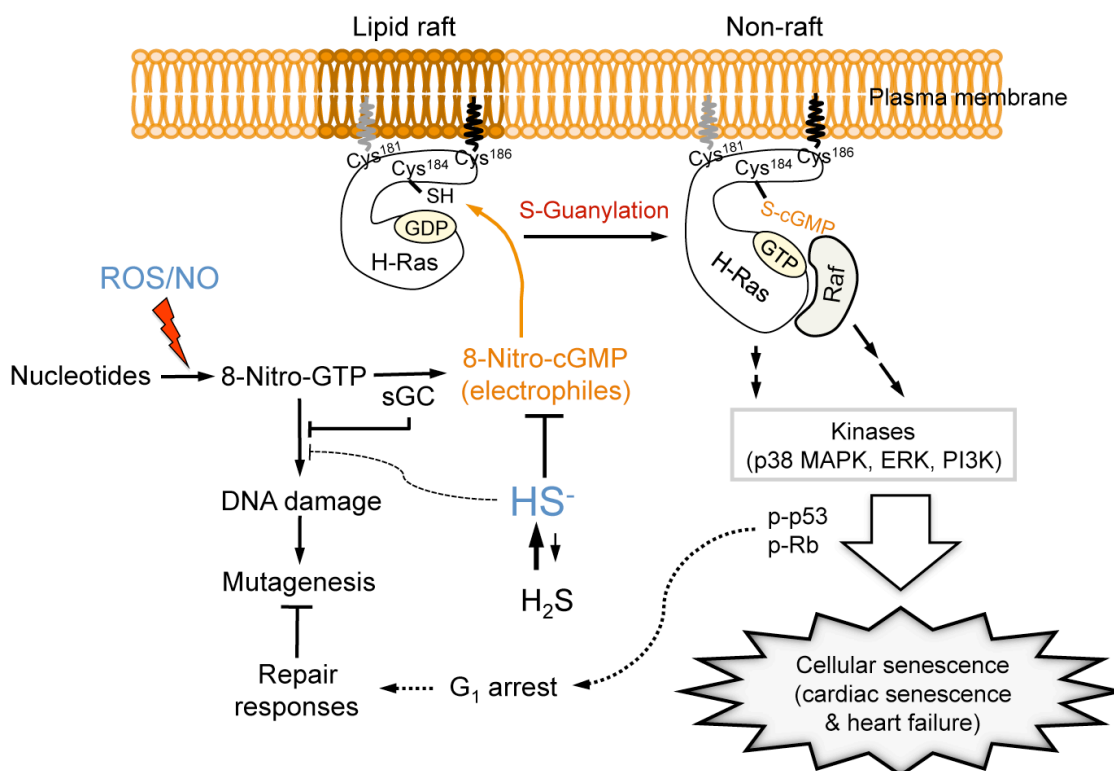 Lipid raft
Non-raft
Plasma membrane
Cys181
Cys184
Cys186
SH
GDP
H-Ras
S-Guanylation
Cys181
Cys184
Cys186
S-cGMP
GTP
H-Ras
Raf
ROS/NO
Nucleotides
8-Nitro-GTP
sGC
8-Nitro-cGMP
(electrophiles)
Kinases
(p38 MAPK, ERK, PI3K)
DNA damage
HS-
p-p53
p-Rb
Mutagenesis
H2S
Repair
responses
G1 arrest
Cellular senescence
(cardiac senescence
& heart failure)